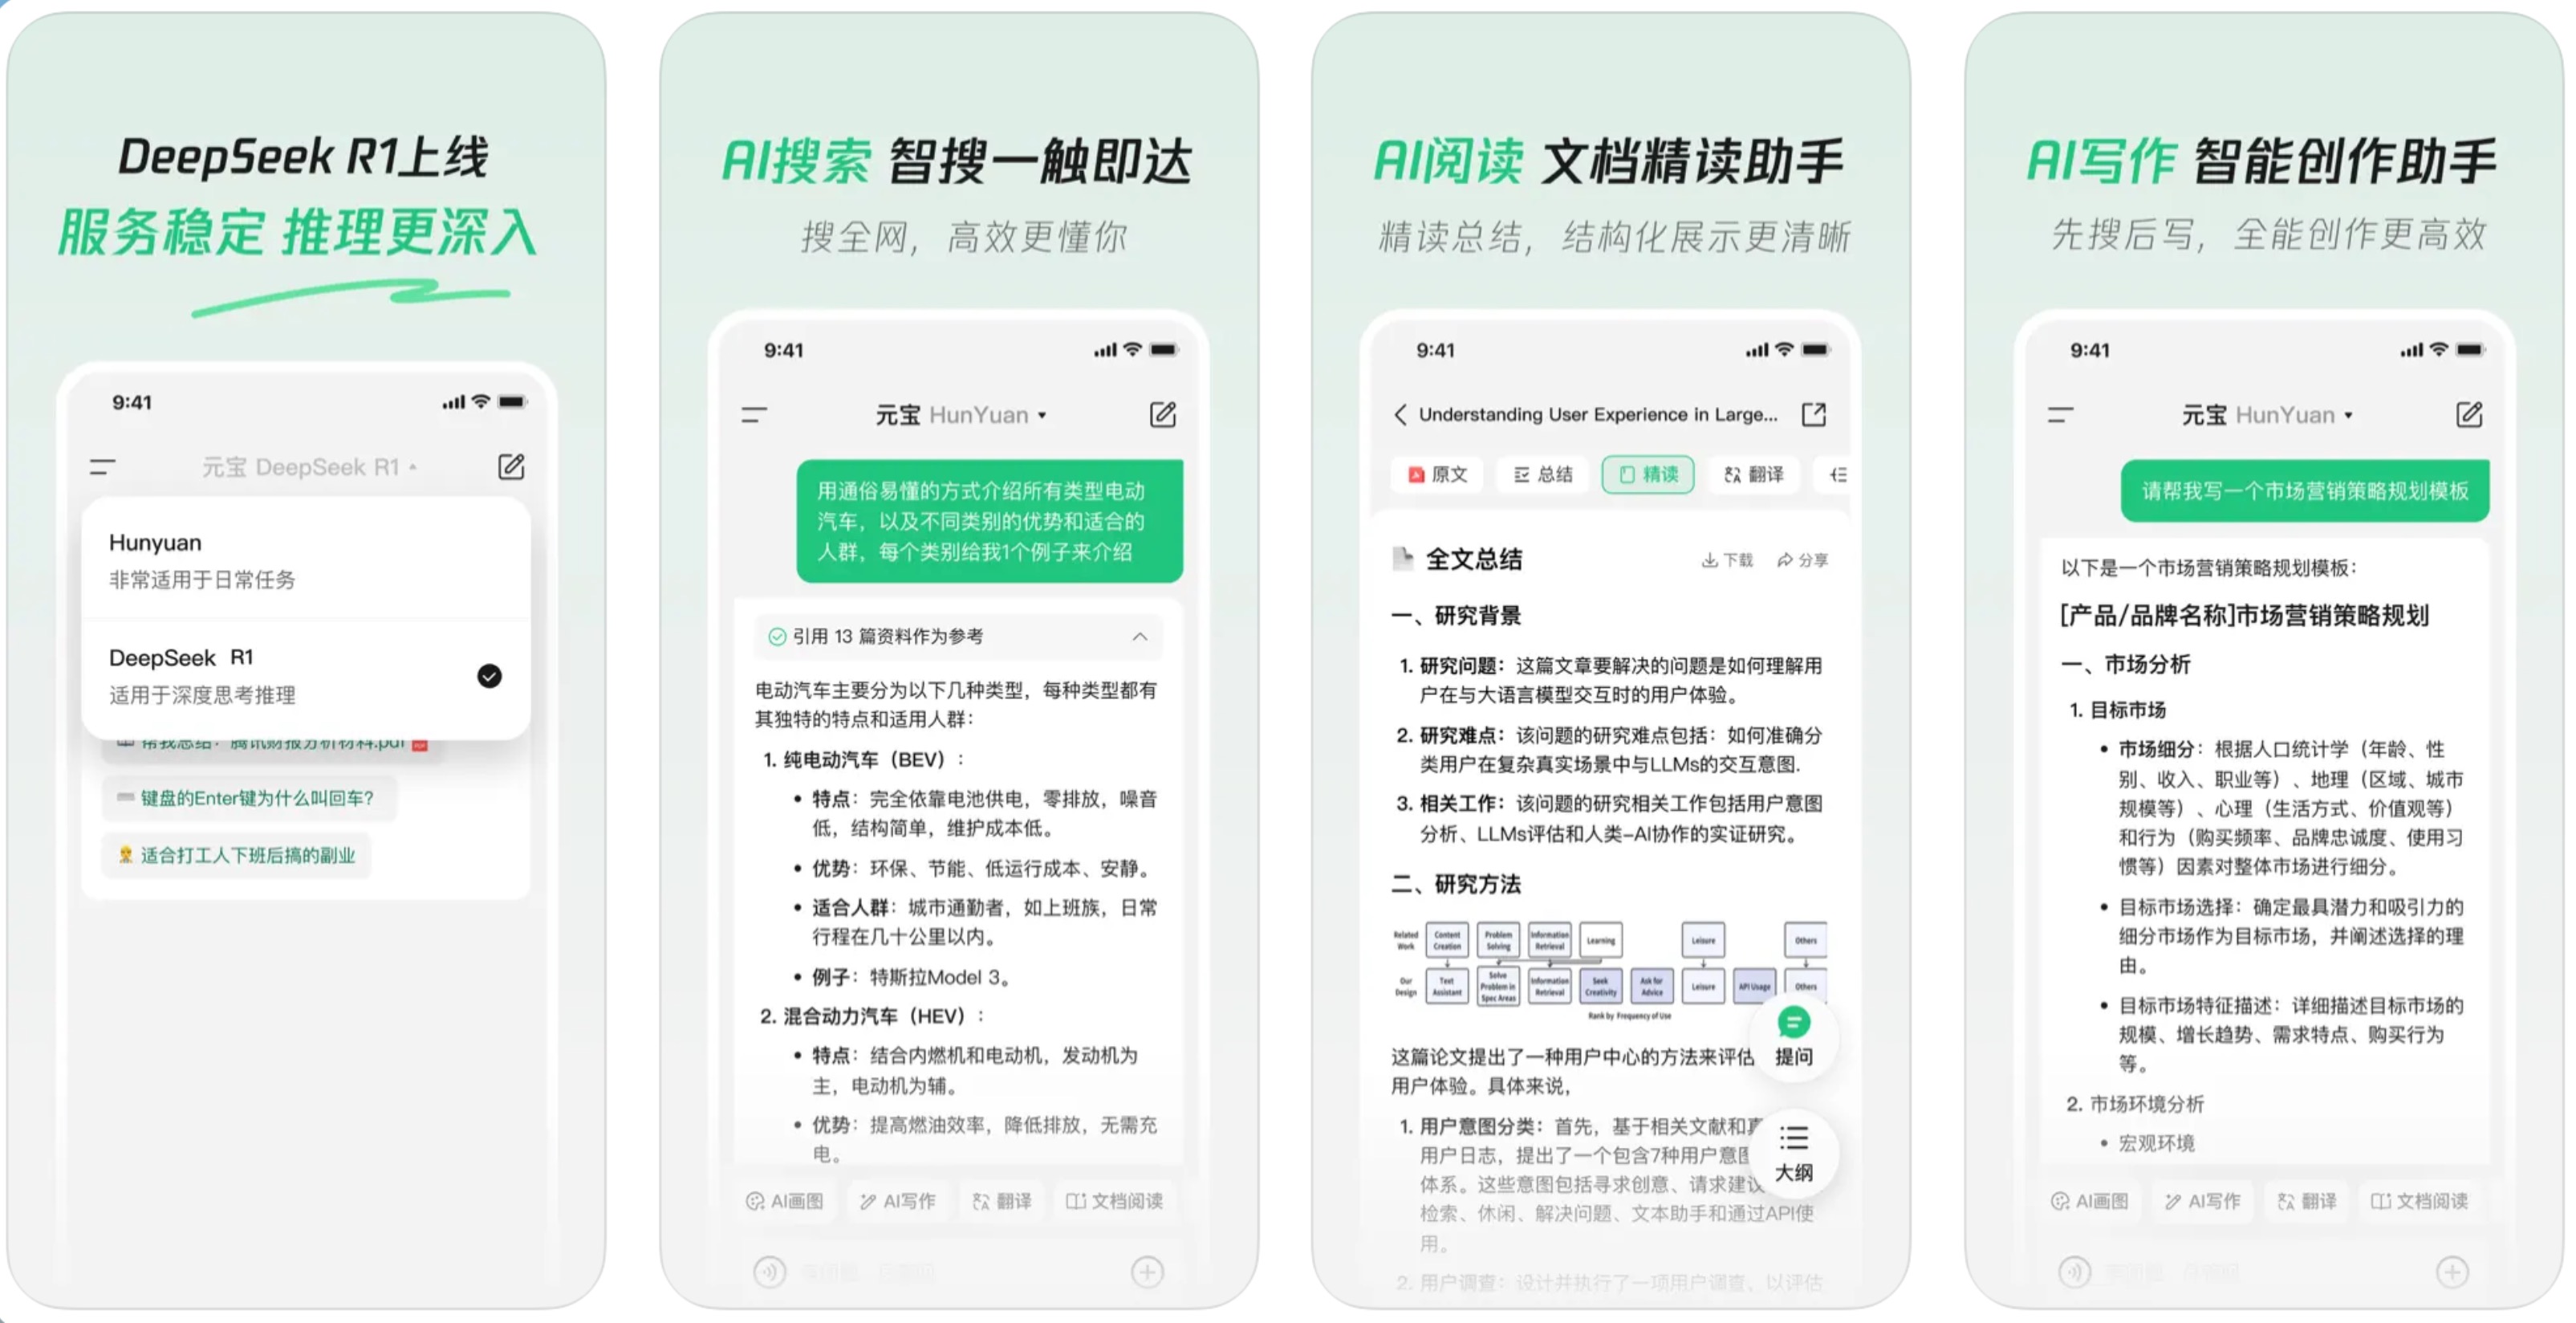 DeepSeek R1上线
服务稳定 推理更深入
9:41
元宝 DeepSeek R1
Hunyuan
非常适用于日常任务
DeepSeek R1
适用于深度思考推理
帮我总结：腾讯财报分析材料.pdf
键盘的Enter键为什么叫回车？
适合打工人下班后搞的副业
AI搜索 智搜一触即达
搜全网，高效更懂你
9:41
元宝 HunYuan
用通俗易懂的方式介绍所有类型电动
汽车，以及不同类别的优势和适合的
人群，每个类别给我1个例子来介绍
引用 13 篇资料作为参考
电动汽车主要分为以下几种类型，每种类型都有
其独特的特点和适用人群：
1. 纯电动汽车（BEV）：
• 特点：完全依靠电池供电，零排放，噪音
低，结构简单，维护成本低。
• 优势：环保、节能、低运行成本、安静。
• 适合人群：城市通勤者，如上班族，日常
行程在几十公里以内。
• 例子：特斯拉Model 3。
2. 混合动力汽车（HEV）：
• 特点：结合内燃机和电动机，发动机为
主，电动机为辅。
• 优势：提高燃油效率，降低排放，无需充
电。
AI画图 AI写作 翻译 文档阅读
AI阅读 文档精读助手
精读总结，结构化展示更清晰
9:41
Understanding User Experience in Large...
原文 总结 精读 翻译
全文总结 下载 分享
一、研究背景
1. 研究问题：这篇文章要解决的问题是如何理解用
户在与大语言模型交互时的用户体验。
2. 研究难点：该问题的研究难点包括：如何准确分
类用户在复杂真实场景中与LLMs的交互意图.
3. 相关工作：该问题的研究相关工作包括用户意图
分析、LLMs评估和人类-AI协作的实证研究。
二、研究方法
Related Work Content Creation Problem Solving Information Retrieval Learning Leisure Others
Our Design Text Assistant Solve Problem in Spec Areas Information Retrieval Seek Creativity Ask for Advice Leisure API Usage Others
Rank by Frequency of Use
这篇论文提出了一种用户中心的方法来评估
用户体验。具体来说，
提问
1. 用户意图分类：首先，基于相关文献和真
用户日志，提出了一个包含7种用户意图
体系。这些意图包括寻求创意、请求建议
检索、休闲、解决问题、文本助手和通过API使
用。
大纲
2. 用户调查：设计并执行了一项用户调查，以评估
AI写作 智能创作助手
先搜后写，全能创作更高效
9:41
元宝 HunYuan
请帮我写一个市场营销策略规划模板
以下是一个市场营销策略规划模板：
[产品/品牌名称]市场营销策略规划
一、市场分析
1. 目标市场
• 市场细分：根据人口统计学（年龄、性
别、收入、职业等）、地理（区域、城市
规模等）、心理（生活方式、价值观等）
和行为（购买频率、品牌忠诚度、使用习
惯等）因素对整体市场进行细分。
• 目标市场选择：确定最具潜力和吸引力的
细分市场作为目标市场，并阐述选择的理
由。
• 目标市场特征描述：详细描述目标市场的
规模、增长趋势、需求特点、购买行为
等。
2. 市场环境分析
• 宏观环境
AI画图 AI写作 翻译 文档阅读